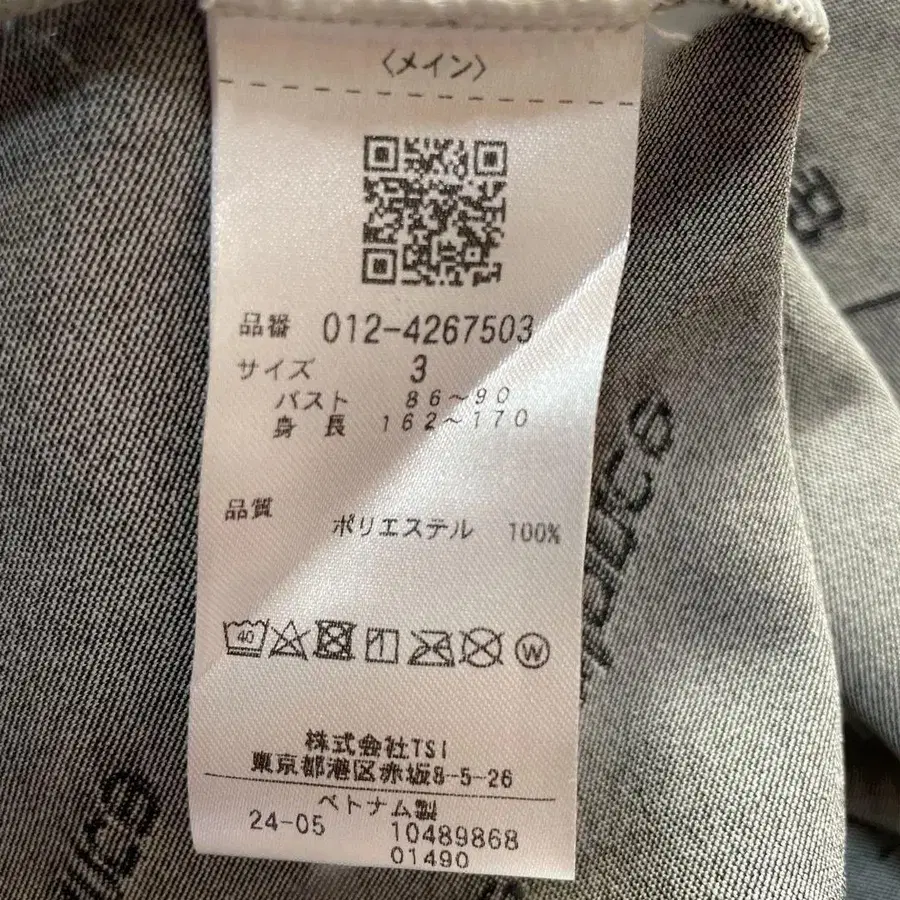 〈メイン〉
品番 012-4267503
サイズ 3
バスト 86〜90
身長 162〜170
品質
ポリエステル 100%
40 W
株式会社TSI
東京都港区赤坂8-5-26
ベトナム製
24-05 10489868
01490